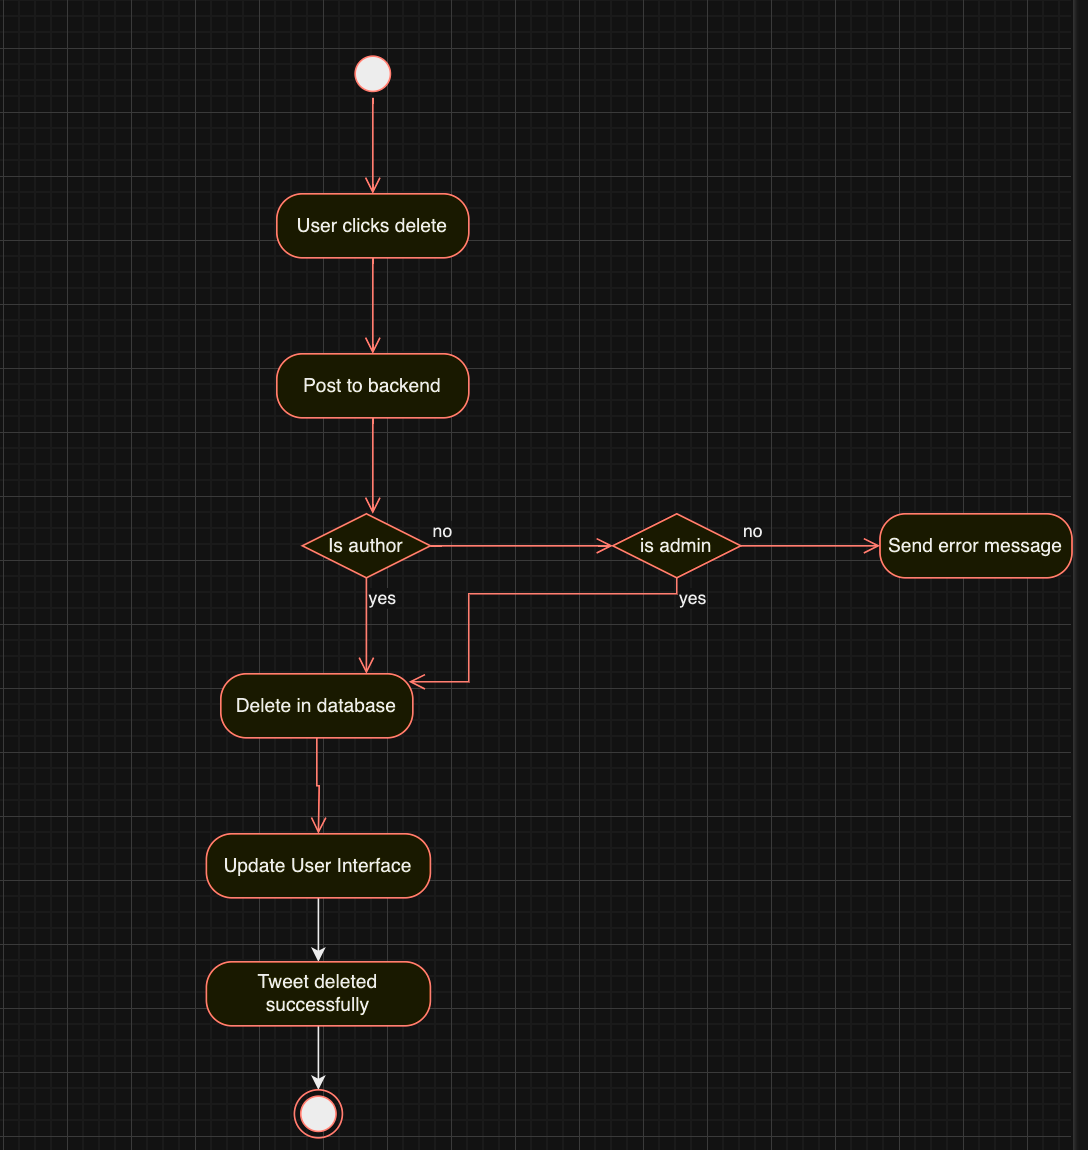 User clicks delete
Post to backend
Is author
no
is admin
no
Send error message
yes
yes
Delete in database
Update User Interface
Tweet deleted
successfully